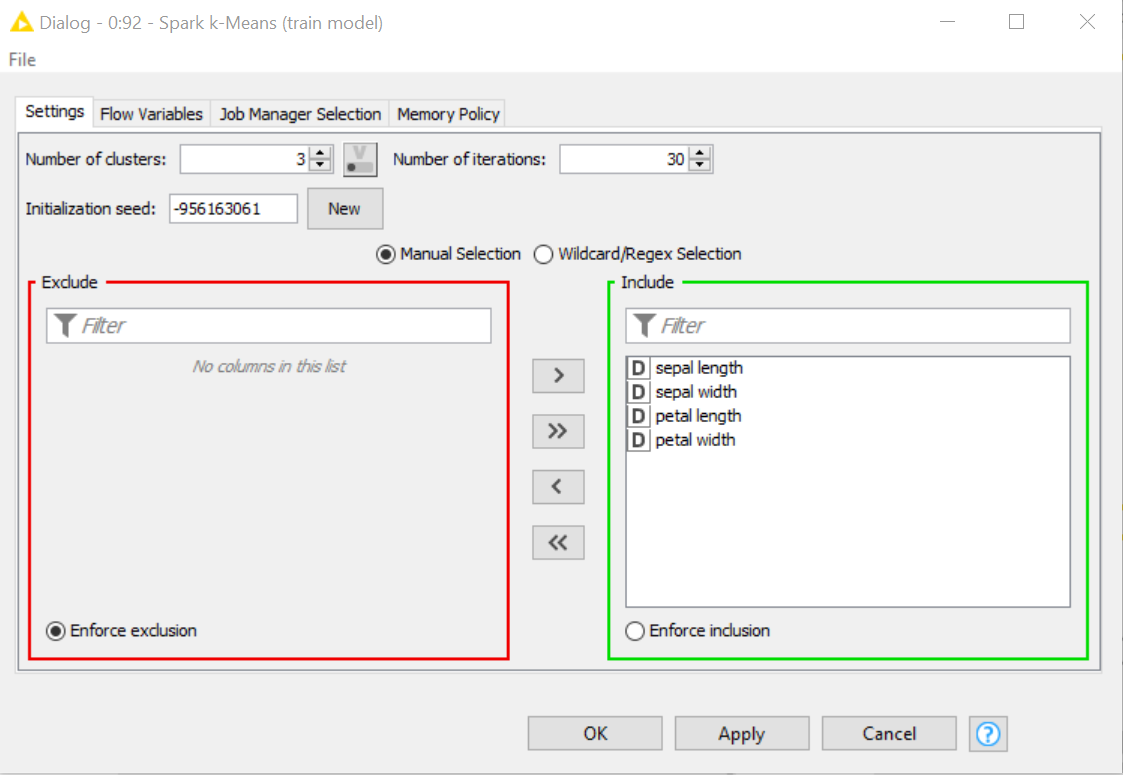 Dialog - 0:92 - Spark k-Means (train model)
File
Settings Flow Variables Job Manager Selection Memory Policy
Number of clusters: 3 V Number of iterations: 30
Initialization seed: -956163061 New
Manual Selection Wildcard/Regex Selection
Exclude Include
Filter Filter
No columns in this list
D sepal length
D sepal width
D petal length
D petal width
>
>>
<
<<
Enforce exclusion Enforce inclusion
OK Apply Cancel ?